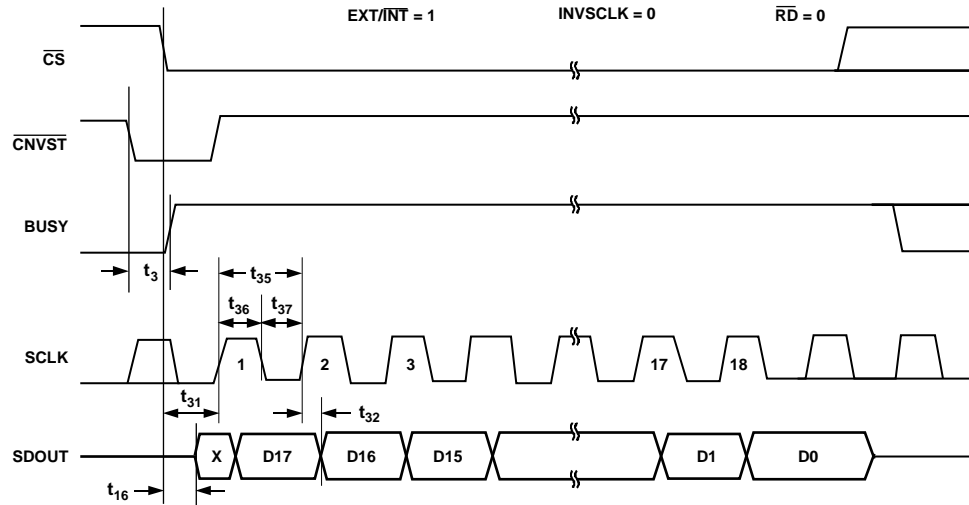 EXT/INT = 1 INVSCLK = 0 RD = 0
CS
CNVST
BUSY
t3 t35
t36 t37
SCLK 1 2 3 17 18
t31 t32
SDOUT X D17 D16 D15 D1 D0
t16